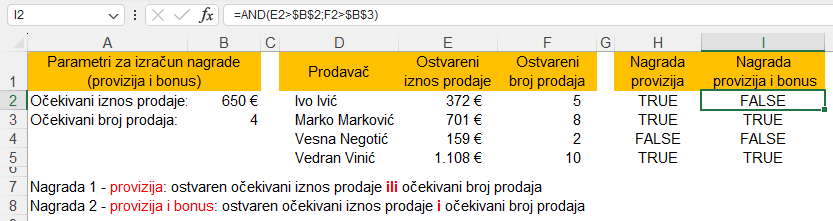 I2 =AND(E2>$B$2;F2>$B$3)
A B C D E F G H I
1 Parametri za izračun nagrade (provizija i bonus) Prodavač Ostvareni iznos prodaje Ostvareni broj prodaja Nagrada provizija Nagrada provizija i bonus
2 Očekivani iznos prodaje: 650 € Ivo Ivić 372 € 5 TRUE FALSE
3 Očekivani broj prodaja: 4 Marko Marković 701 € 8 TRUE TRUE
4 Vesna Negotić 159 € 2 FALSE FALSE
5 Vedran Vinić 1.108 € 10 TRUE TRUE
6
7 Nagrada 1 - provizija: ostvaren očekivani iznos prodaje ili očekivani broj prodaja
8 Nagrada 2 - provizija i bonus: ostvaren očekivani iznos prodaje i očekivani broj prodaja